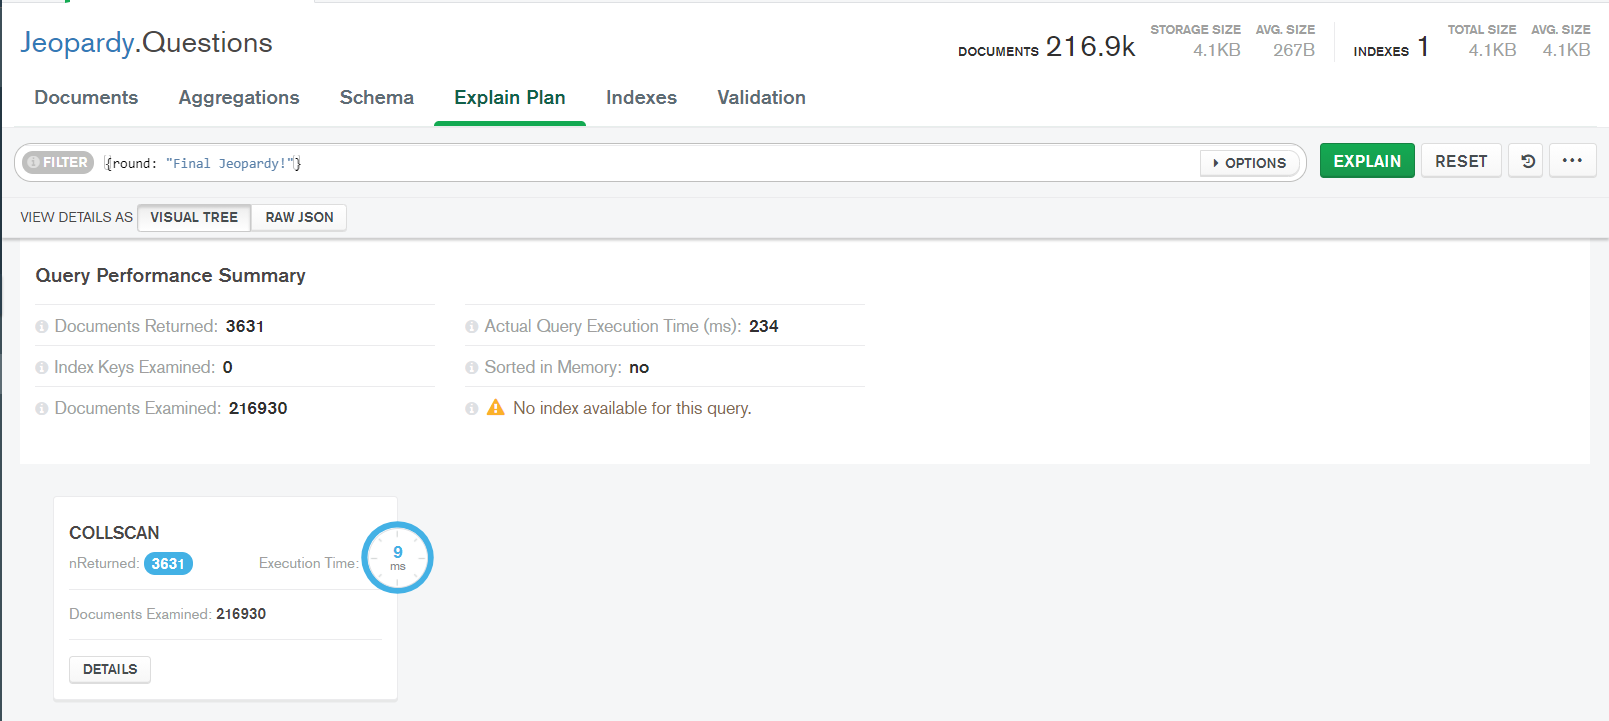 Jeopardy.Questions
DOCUMENTS 216.9k STORAGE SIZE 4.1KB AVG. SIZE 267B INDEXES 1 TOTAL SIZE 4.1KB AVG. SIZE 4.1KB
Documents Aggregations Schema Explain Plan Indexes Validation
FILTER {round: "Final Jeopardy!"} OPTIONS EXPLAIN RESET ...
VIEW DETAILS AS VISUAL TREE RAW JSON
Query Performance Summary
Documents Returned: 3631 Actual Query Execution Time (ms): 234
Index Keys Examined: 0 Sorted in Memory: no
Documents Examined: 216930 No index available for this query.
COLLSCAN
nReturned: 3631 Execution Time: 9 ms
Documents Examined: 216930
DETAILS